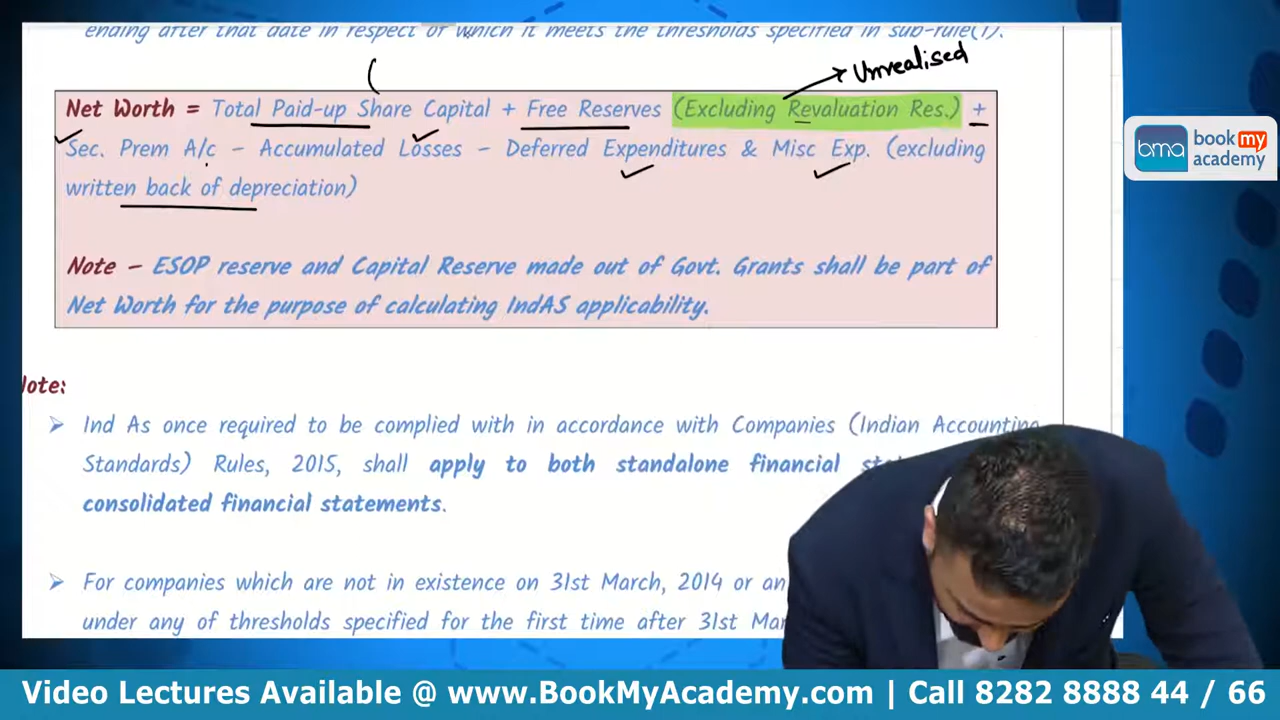 ending after that date in respect of which it meets the thresholds specified in sub-rule(1).
Unrealised
Net Worth = Total Paid-up Share Capital + Free Reserves (Excluding Revaluation Res.) +
Sec. Prem A/c – Accumulated Losses – Deferred Expenditures & Misc Exp. (excluding
written back of depreciation)
Note – ESOP reserve and Capital Reserve made out of Govt. Grants shall be part of
Net Worth for the purpose of calculating IndAS applicability.
bma book my academy
Note:
➢ Ind As once required to be complied with in accordance with Companies (Indian Accounting
Standards) Rules, 2015, shall apply to both standalone financial
consolidated financial statements.
➢ For companies which are not in existence on 31st March, 2014 or
under any of thresholds specified for the first time after 31st
Video Lectures Available @ www.BookMyAcademy.com | Call 8282 8888 44 / 66